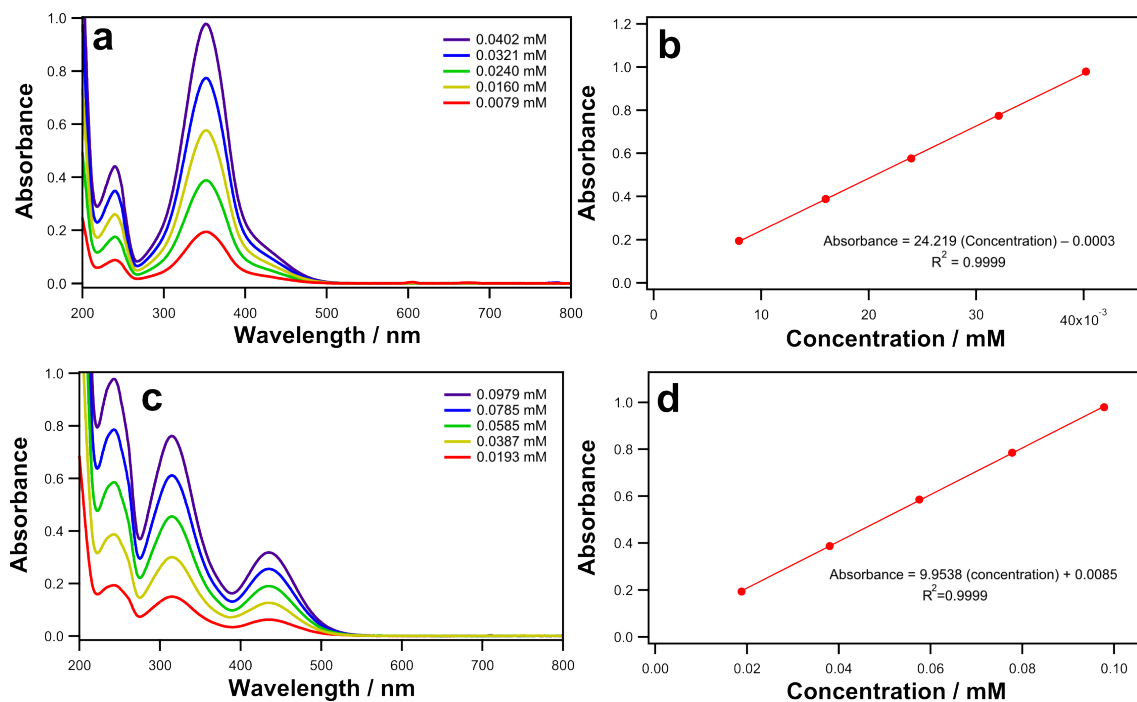 a
0.0402 mM
0.0321 mM
0.0240 mM
0.0160 mM
0.0079 mM
1.0
0.8
0.6
0.4
0.2
0.0
Absorbance
200 300 400 500 600 700 800
Wavelength / nm
b
1.2
1.0
0.8
0.6
0.4
0.2
0.0
Absorbance
Absorbance = 24.219 (Concentration) – 0.0003
R² = 0.9999
0 10 20 30 40x10⁻³
Concentration / mM
c
0.0979 mM
0.0785 mM
0.0585 mM
0.0387 mM
0.0193 mM
1.0
0.8
0.6
0.4
0.2
0.0
Absorbance
200 300 400 500 600 700 800
Wavelength / nm
d
1.0
0.8
0.6
0.4
0.2
0.0
Absorbance
Absorbance = 9.9538 (concentration) + 0.0085
R²=0.9999
0.00 0.02 0.04 0.06 0.08 0.10
Concentration / mM